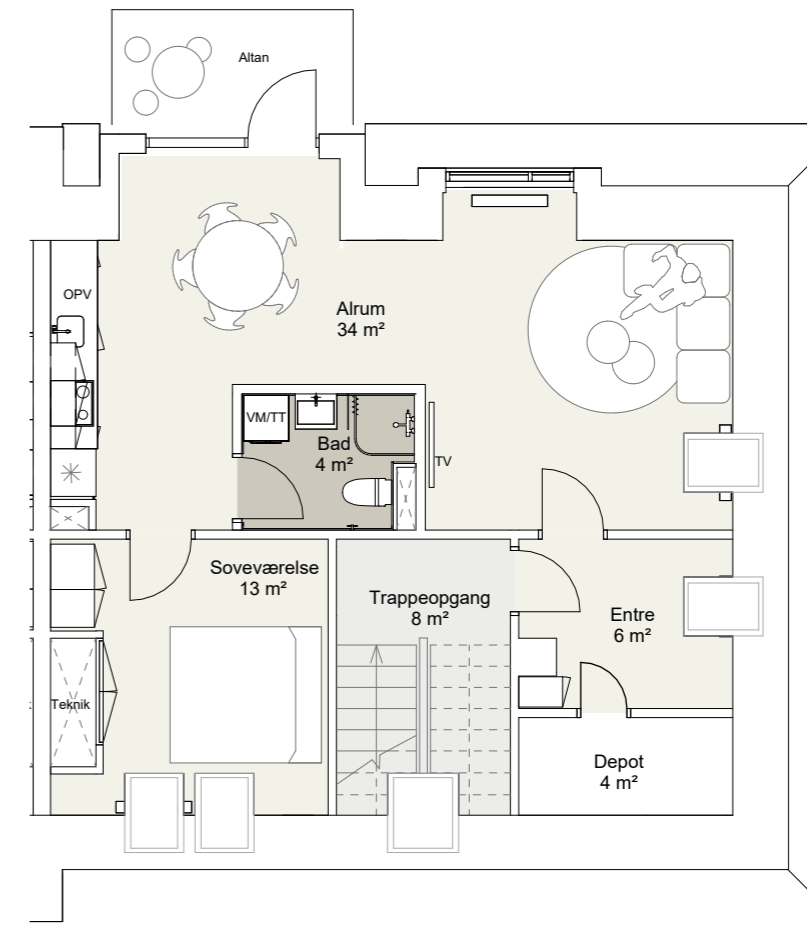 Altan
OPV
Alrum
34 m²
VM/TT
Bad
4 m²
TV
Soveværelse
13 m²
Trappeopgang
8 m²
Entre
6 m²
Teknik
Depot
4 m²